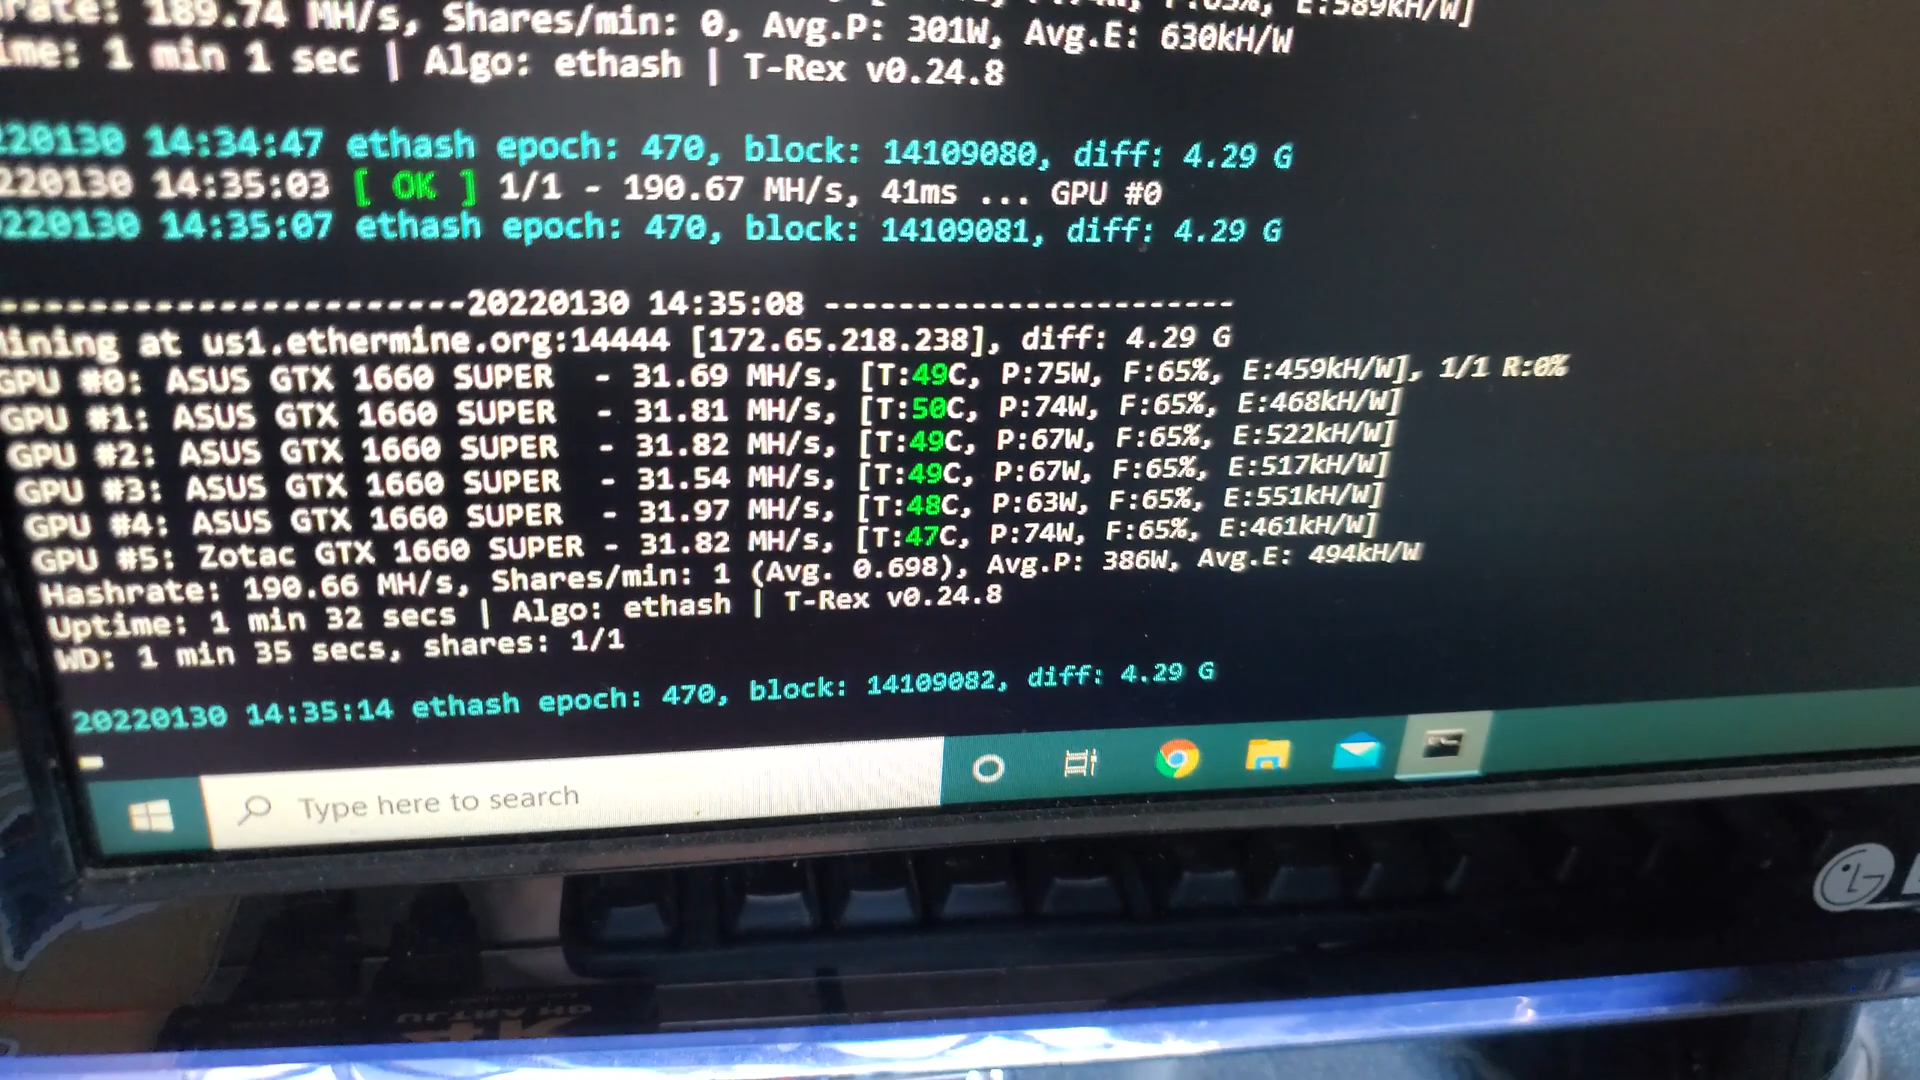 rate: 189.74 MH/s, Shares/min: 0, Avg.P: 301W, Avg.E: 630kH/W
E:589kH/W]
ime: 1 min 1 sec | Algo: ethash | T-Rex v0.24.8
220130 14:34:47 ethash epoch: 470, block: 14109080, diff: 4.29 G
220130 14:35:03 [ OK ] 1/1 - 190.67 MH/s, 41ms ... GPU #0
220130 14:35:07 ethash epoch: 470, block: 14109081, diff: 4.29 G
-----------------------20220130 14:35:08 -----------------------
Mining at us1.ethermine.org:14444 [172.65.218.238], diff: 4.29 G
GPU #0: ASUS GTX 1660 SUPER - 31.69 MH/s, [T:49C, P:75W, F:65%, E:459kH/W], 1/1 R:0%
GPU #1: ASUS GTX 1660 SUPER - 31.81 MH/s, [T:50C, P:74W, F:65%, E:468kH/W]
GPU #2: ASUS GTX 1660 SUPER - 31.82 MH/s, [T:49C, P:67W, F:65%, E:522kH/W]
GPU #3: ASUS GTX 1660 SUPER - 31.54 MH/s, [T:49C, P:67W, F:65%, E:517kH/W]
GPU #4: ASUS GTX 1660 SUPER - 31.97 MH/s, [T:48C, P:63W, F:65%, E:551kH/W]
GPU #5: Zotac GTX 1660 SUPER - 31.82 MH/s, [T:47C, P:74W, F:65%, E:461kH/W]
Hashrate: 190.66 MH/s, Shares/min: 1 (Avg. 0.698), Avg.P: 386W, Avg.E: 494kH/W
Uptime: 1 min 32 secs | Algo: ethash | T-Rex v0.24.8
WD: 1 min 35 secs, shares: 1/1
20220130 14:35:14 ethash epoch: 470, block: 14109082, diff: 4.29 G
Type here to search
LG